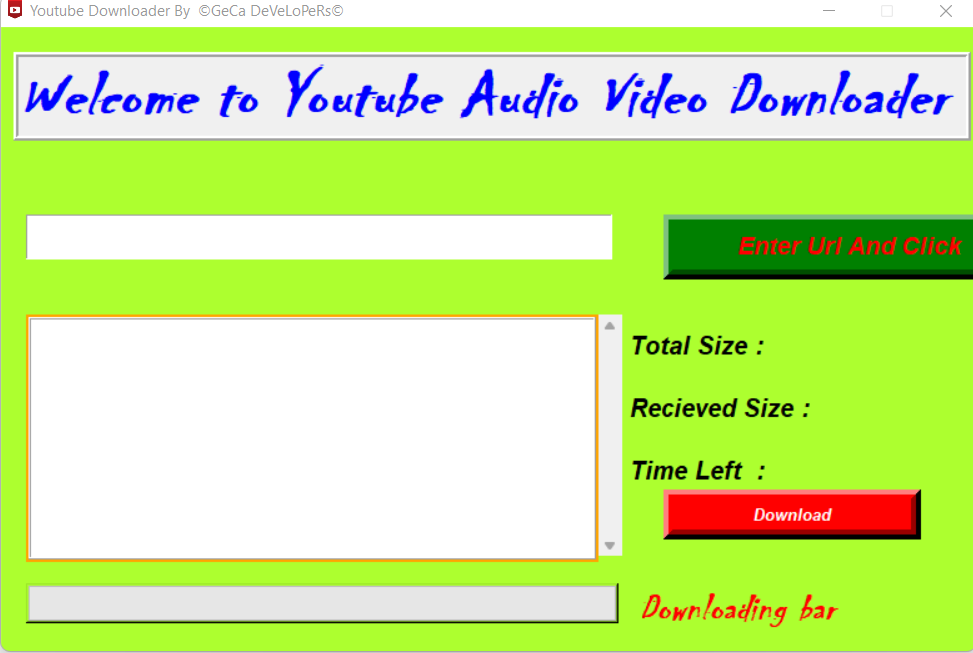 Youtube Downloader By ©GeCa DeVeLoPeRs©
Welcome to Youtube Audio Video Downloader
Enter Url And Click
Total Size :
Recieved Size :
Time Left :
Download
Downloading bar